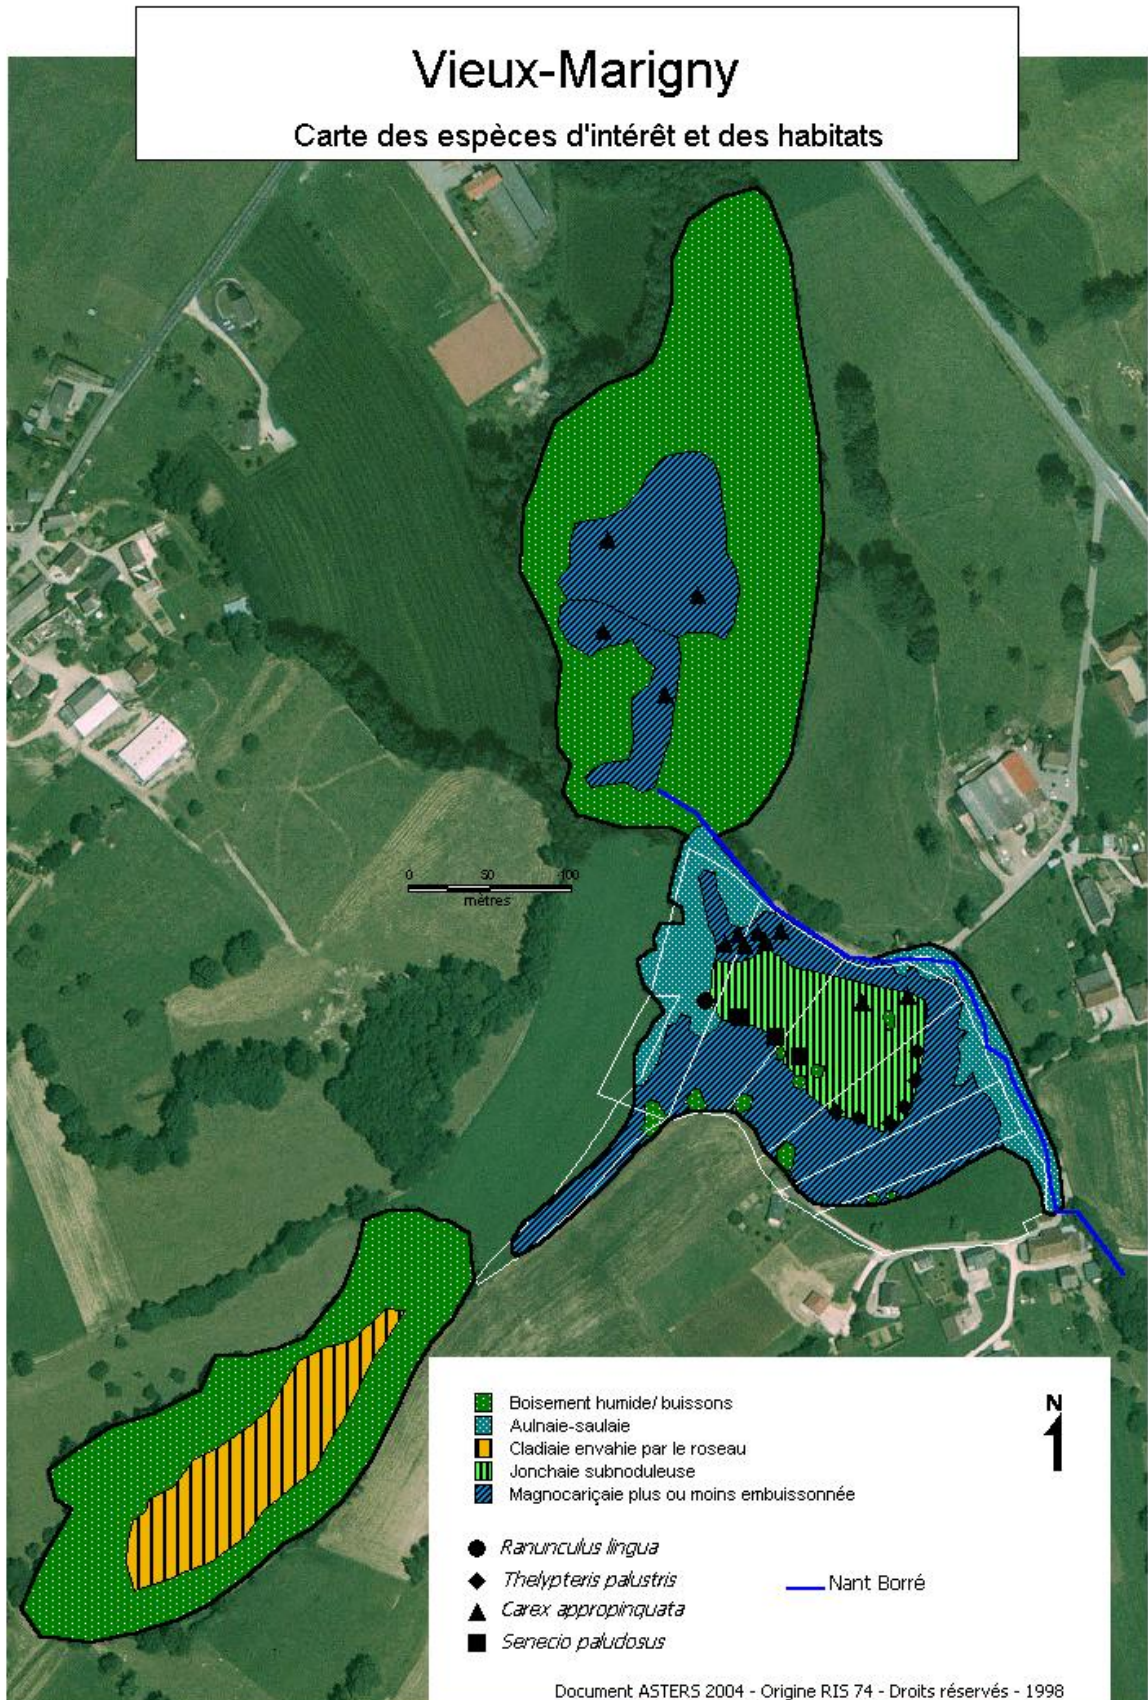 Vieux-Marigny
Carte des espèces d'intérêt et des habitats
0 50 100
mètres
Boisement humide/ buissons
Aulnaie-saulaie
Cladiaie envahie par le roseau
Jonchaie subnoduleuse
Magnocariçaie plus ou moins embuissonnée
N
Ranunculus lingua
Thelypteris palustris
Carex appropinquata
Senecio paludosus
Nant Borré
Document ASTERS 2004 - Origine RIS 74 - Droits réservés - 1998